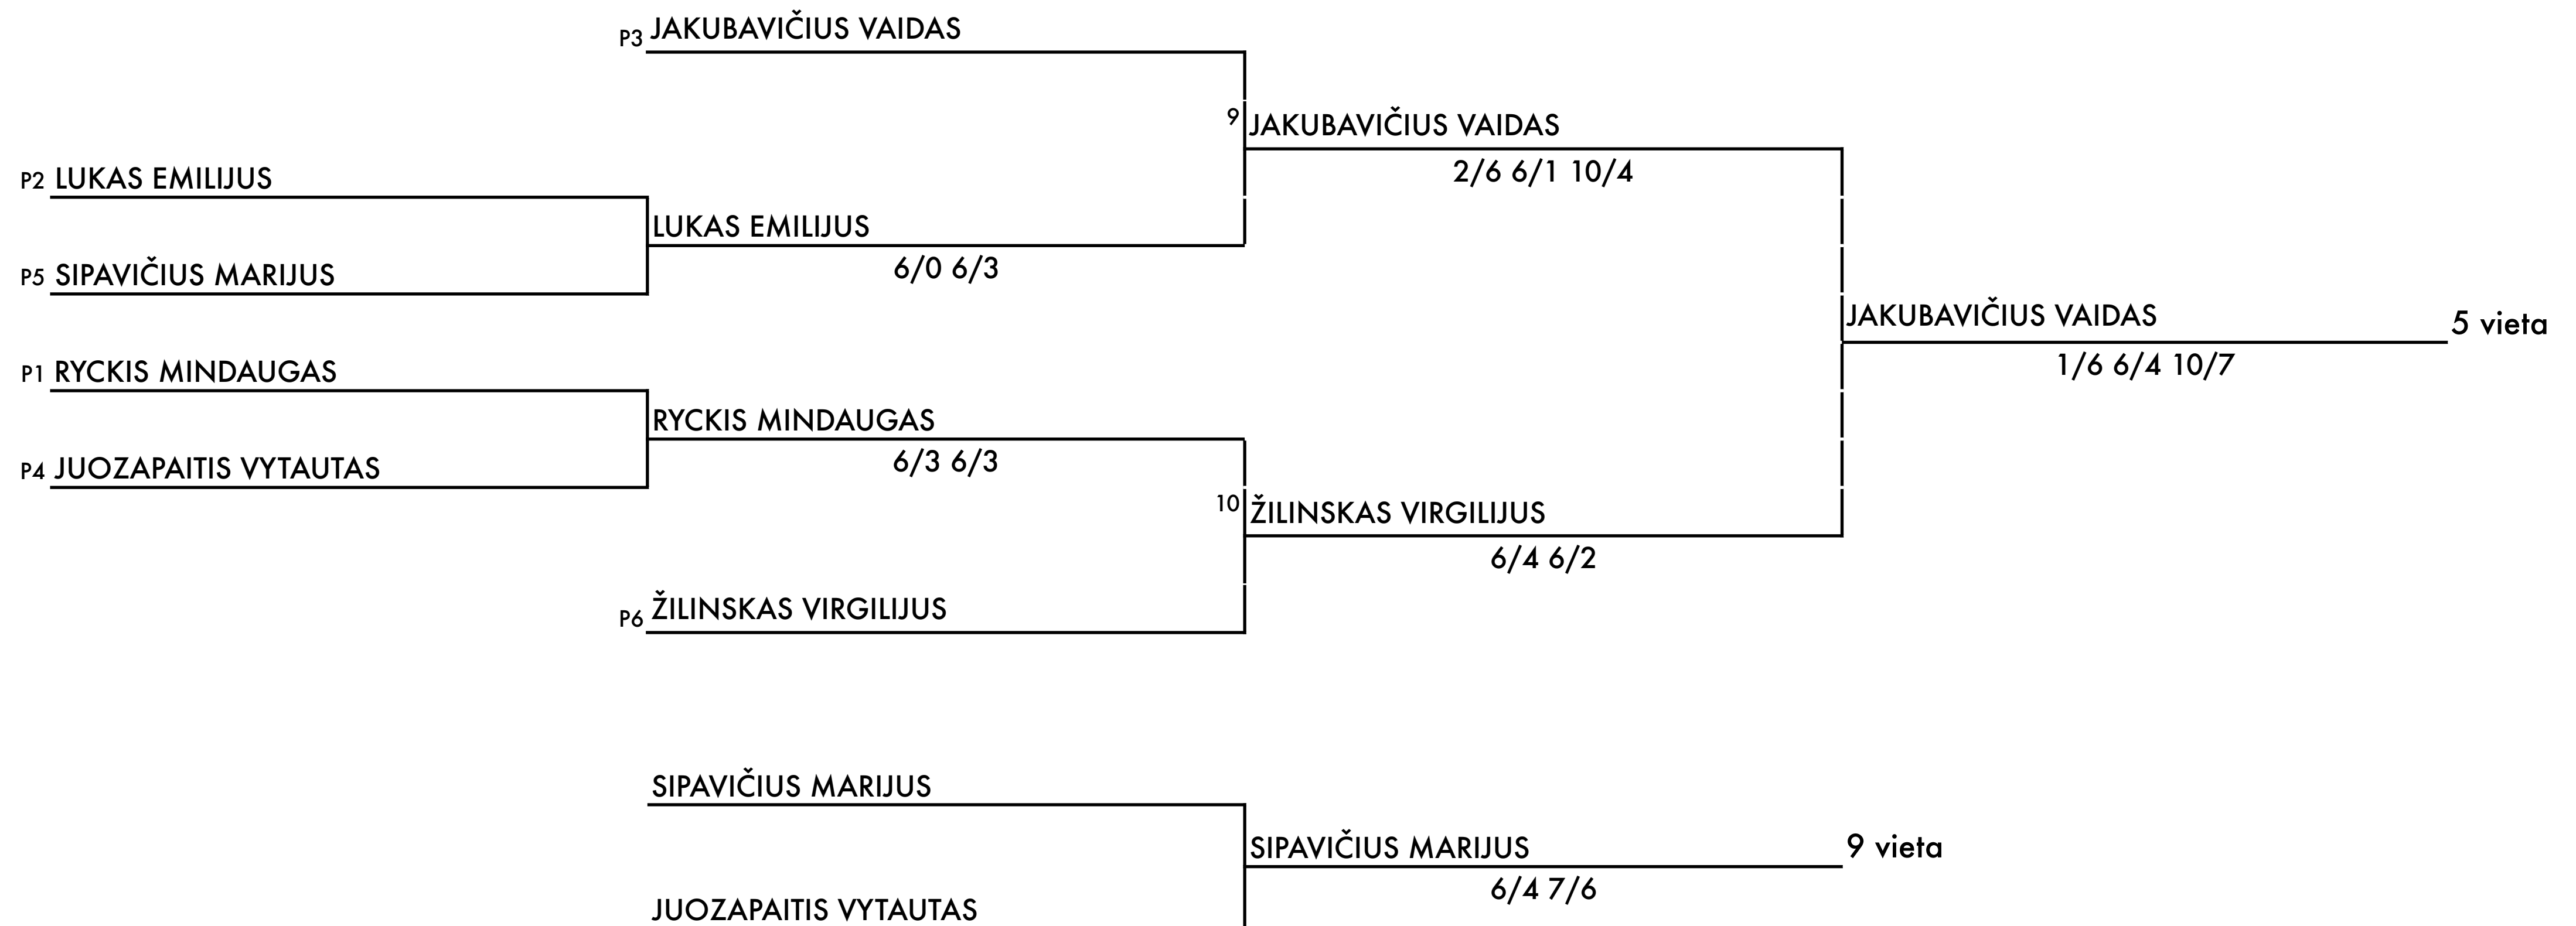 P3 JAKUBAVIČIUS VAIDAS
9 JAKUBAVIČIUS VAIDAS
2/6 6/1 10/4
P2 LUKAS EMILIJUS
LUKAS EMILIJUS
6/0 6/3
P5 SIPAVIČIUS MARIJUS
JAKUBAVIČIUS VAIDAS 5 vieta
1/6 6/4 10/7
P1 RYCKIS MINDAUGAS
RYCKIS MINDAUGAS
6/3 6/3
P4 JUOZAPAITIS VYTAUTAS
10 ŽILINSKAS VIRGILIJUS
6/4 6/2
P6 ŽILINSKAS VIRGILIJUS
SIPAVIČIUS MARIJUS
SIPAVIČIUS MARIJUS 9 vieta
6/4 7/6
JUOZAPAITIS VYTAUTAS